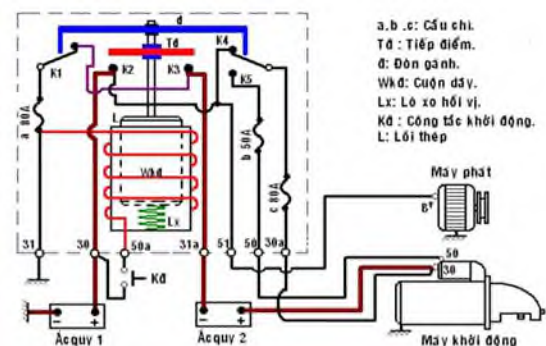 đ
K1
Tđ
K4
K2
K3
K5
L
a 80A
Wkđ
b 50A
c 80A
Lx
31
30
50a
31a
51
50
30a
Kđ
- +
- +
Ácquy 1
Ácquy 2
a,b ,c: Cầu chì.
Tđ : Tiếp điểm.
đ: Đòn gánh.
Wkđ: Cuộn dây.
Lx: Lò xo hồi vị.
Kđ : Công tắc khởi động.
L: Lõi thép
Máy phát
B+
50
30
Máy khởi động